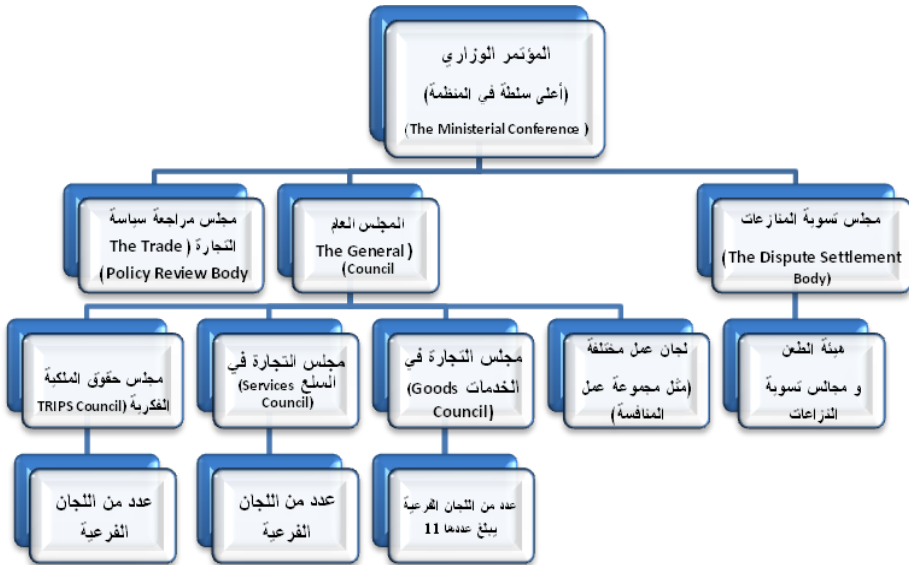 المؤتمر الوزاري
(أعلى سلطة في المنظمة)
(The Ministerial Conference )
مجلس تسوية المنازعات
(The Dispute Settlement
Body)
المجلس العام
The General )
(Council
مجلس مراجعة سياسة
التجارة ( The Trade
(Policy Review Body
هيئة الطعن
و مجالس تسوية
النزاعات
لجان عمل مختلفة
(مثل مجموعة عمل
المنافسة)
مجلس التجارة في
الخدمات (Goods
Council)
مجلس التجارة في
السلع (Services
Council)
مجلس حقوق الملكية
الفكرية (TRIPS Council
عدد من اللجان الفرعية
يبلغ عددها 11
عدد من اللجان
الفرعية
عدد من اللجان
الفرعية